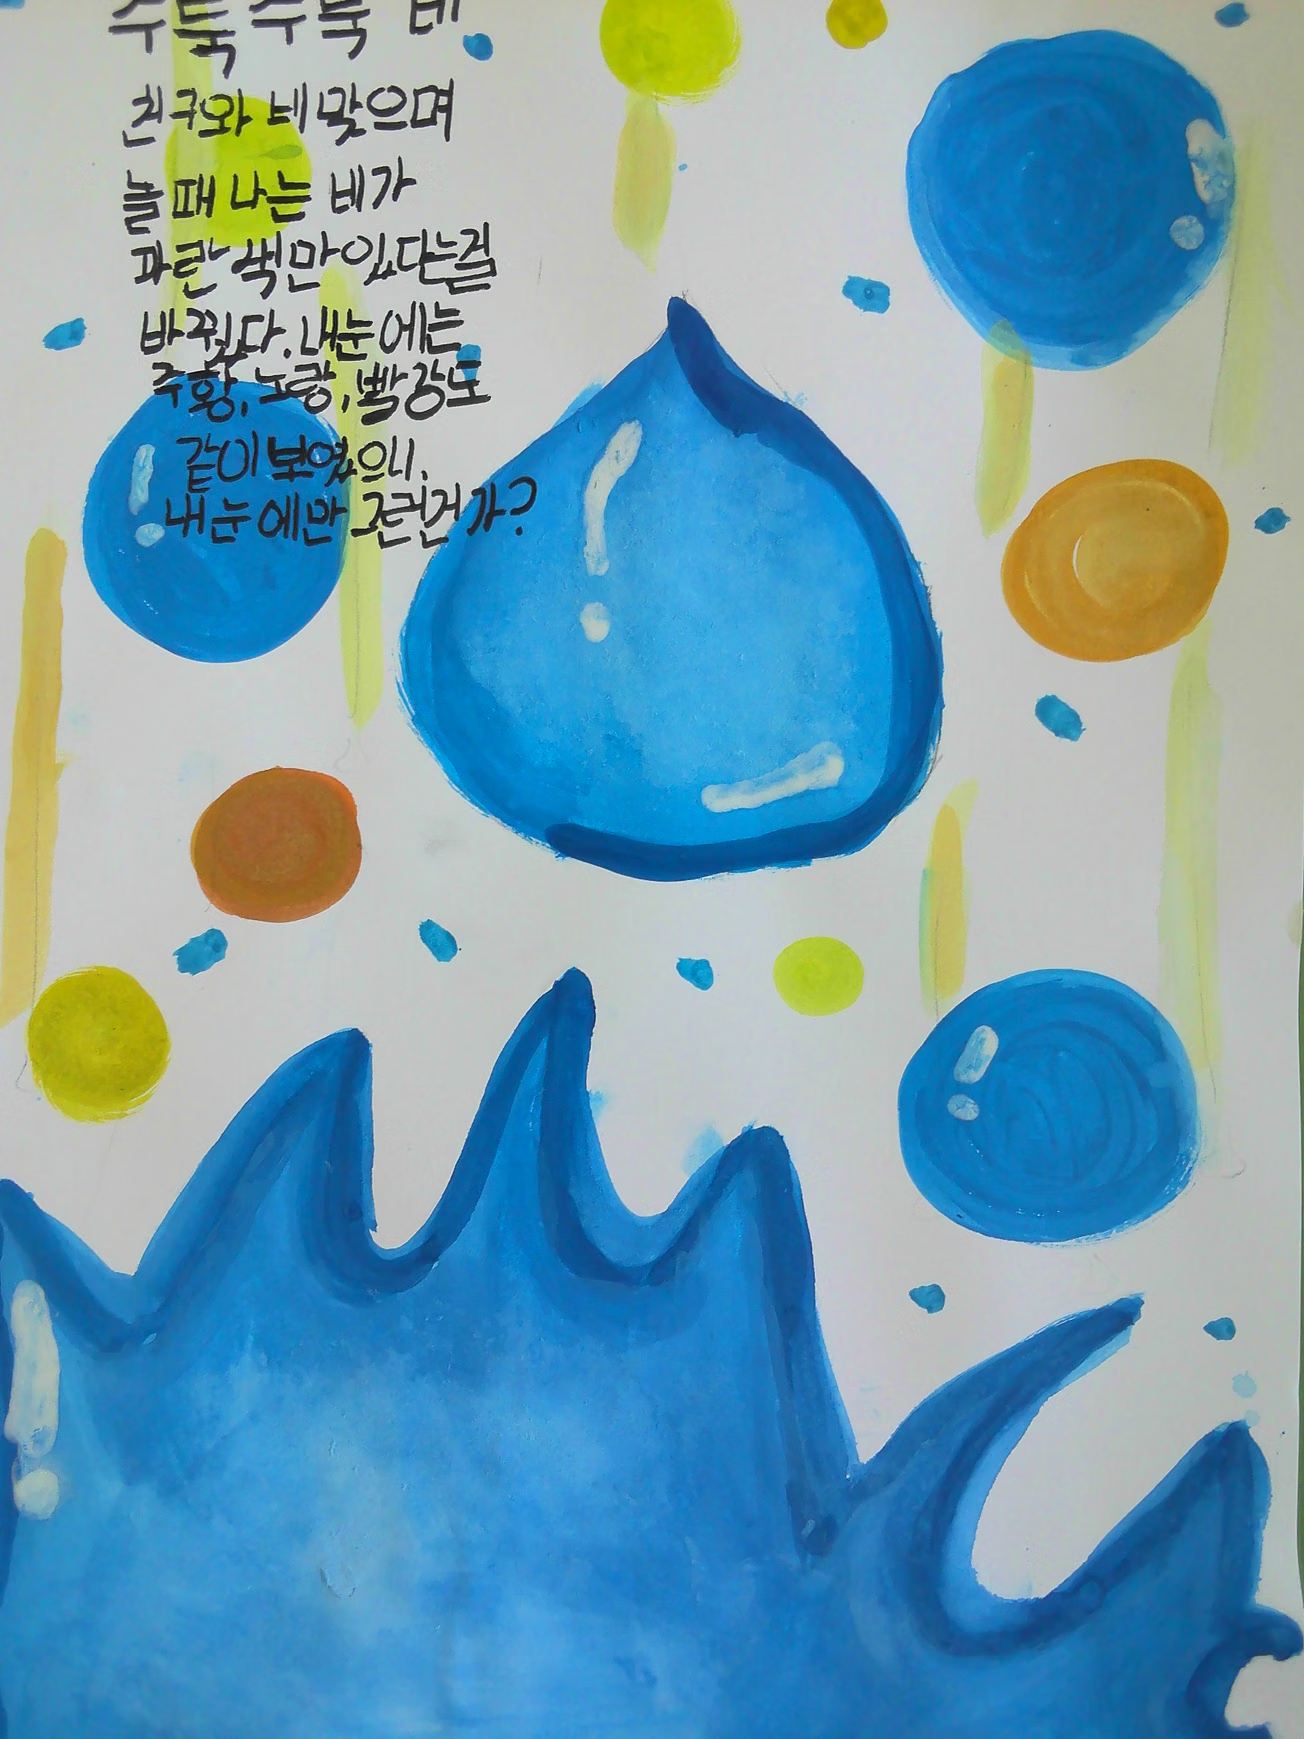 주룩주룩 비
친구와 비 맞으며
놀 때 나는 비가
파란색만 있다는걸
바꿨다. 내눈에는
주황, 노랑, 빨강도
같이 보였으니.
내눈에만 그런건가?